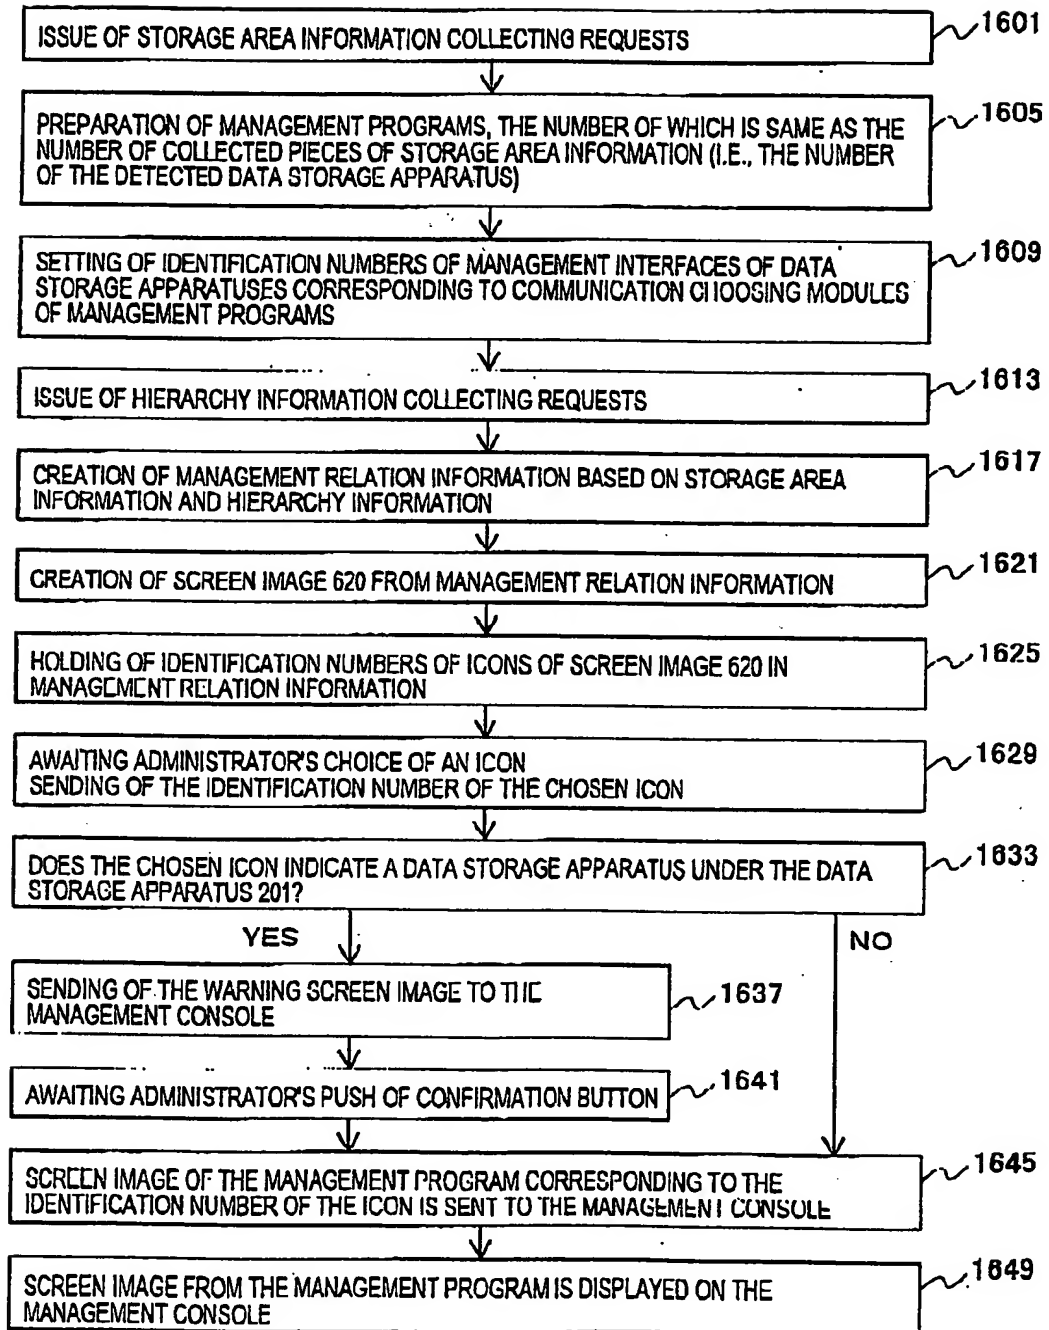 ISSUE OF STORAGE AREA INFORMATION COLLECTING REQUESTS
1601
PREPARATION OF MANAGEMENT PROGRAMS, THE NUMBER OF WHICH IS SAME AS THE
NUMBER OF COLLECTED PIECES OF STORAGE AREA INFORMATION (I.E., THE NUMBER
OF THE DETECTED DATA STORAGE APPARATUS)
1605
SETTING OF IDENTIFICATION NUMBERS OF MANAGEMENT INTERFACES OF DATA
STORAGE APPARATUSES CORRESPONDING TO COMMUNICATION CHOOSING MODULES
OF MANAGEMENT PROGRAMS
1609
ISSUE OF HIERARCHY INFORMATION COLLECTING REQUESTS
1613
CREATION OF MANAGEMENT RELATION INFORMATION BASED ON STORAGE AREA
INFORMATION AND HIERARCHY INFORMATION
1617
CREATION OF SCREEN IMAGE 620 FROM MANAGEMENT RELATION INFORMATION
1621
HOLDING OF IDENTIFICATION NUMBERS OF ICONS OF SCREEN IMAGE 620 IN
MANAGEMENT RELATION INFORMATION
1625
AWAITING ADMINISTRATOR'S CHOICE OF AN ICON
SENDING OF THE IDENTIFICATION NUMBER OF THE CHOSEN ICON
1629
DOES THE CHOSEN ICON INDICATE A DATA STORAGE APPARATUS UNDER THE DATA
STORAGE APPARATUS 201?
1633
YES
NO
SENDING OF THE WARNING SCREEN IMAGE TO THE
MANAGEMENT CONSOLE
1637
AWAITING ADMINISTRATOR'S PUSH OF CONFIRMATION BUTTON
1641
SCREEN IMAGE OF THE MANAGEMENT PROGRAM CORRESPONDING TO THE
IDENTIFICATION NUMBER OF THE ICON IS SENT TO THE MANAGEMENT CONSOLE
1645
SCREEN IMAGE FROM THE MANAGEMENT PROGRAM IS DISPLAYED ON THE
MANAGEMENT CONSOLE
1649